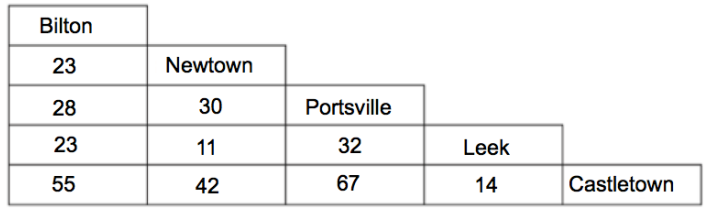 Bilton
23 Newtown
28 30 Portsville
23 11 32 Leek
55 42 67 14 Castletown